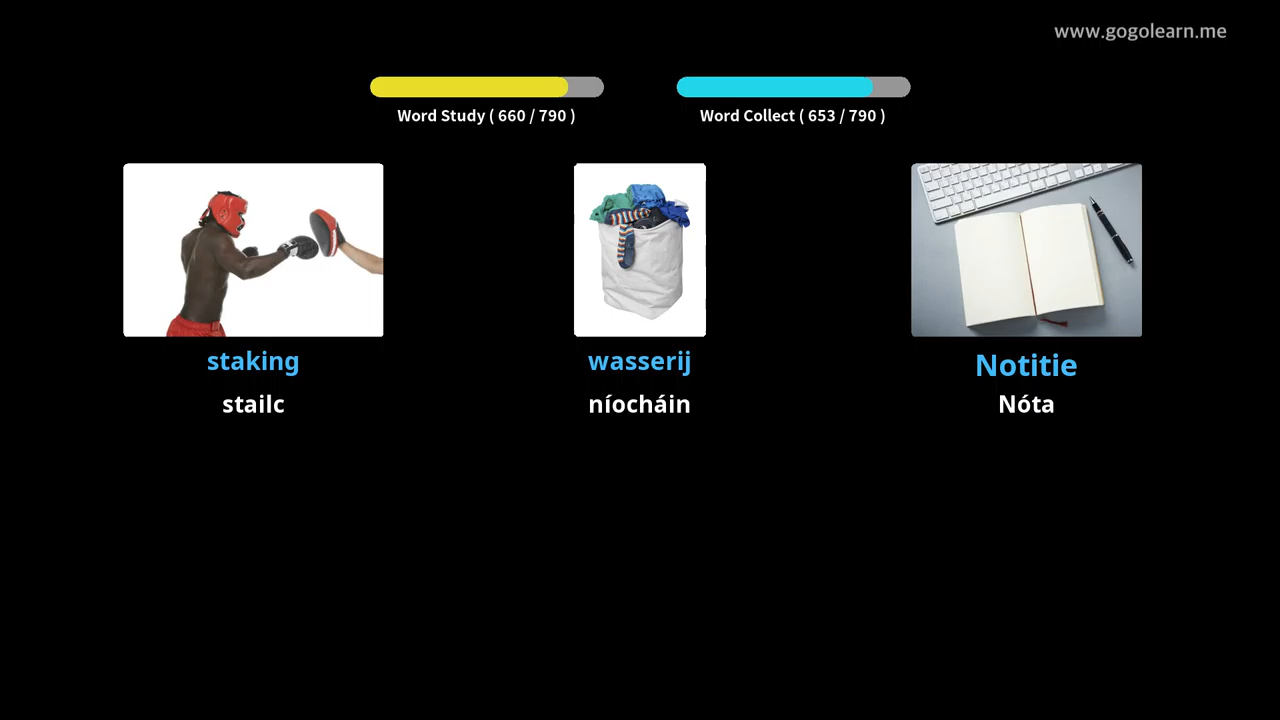 www.gogolearn.me
Word Study ( 660 / 790 )
Word Collect ( 653 / 790 )
staking
wasserij
Notitie
stailc
níocháin
Nóta